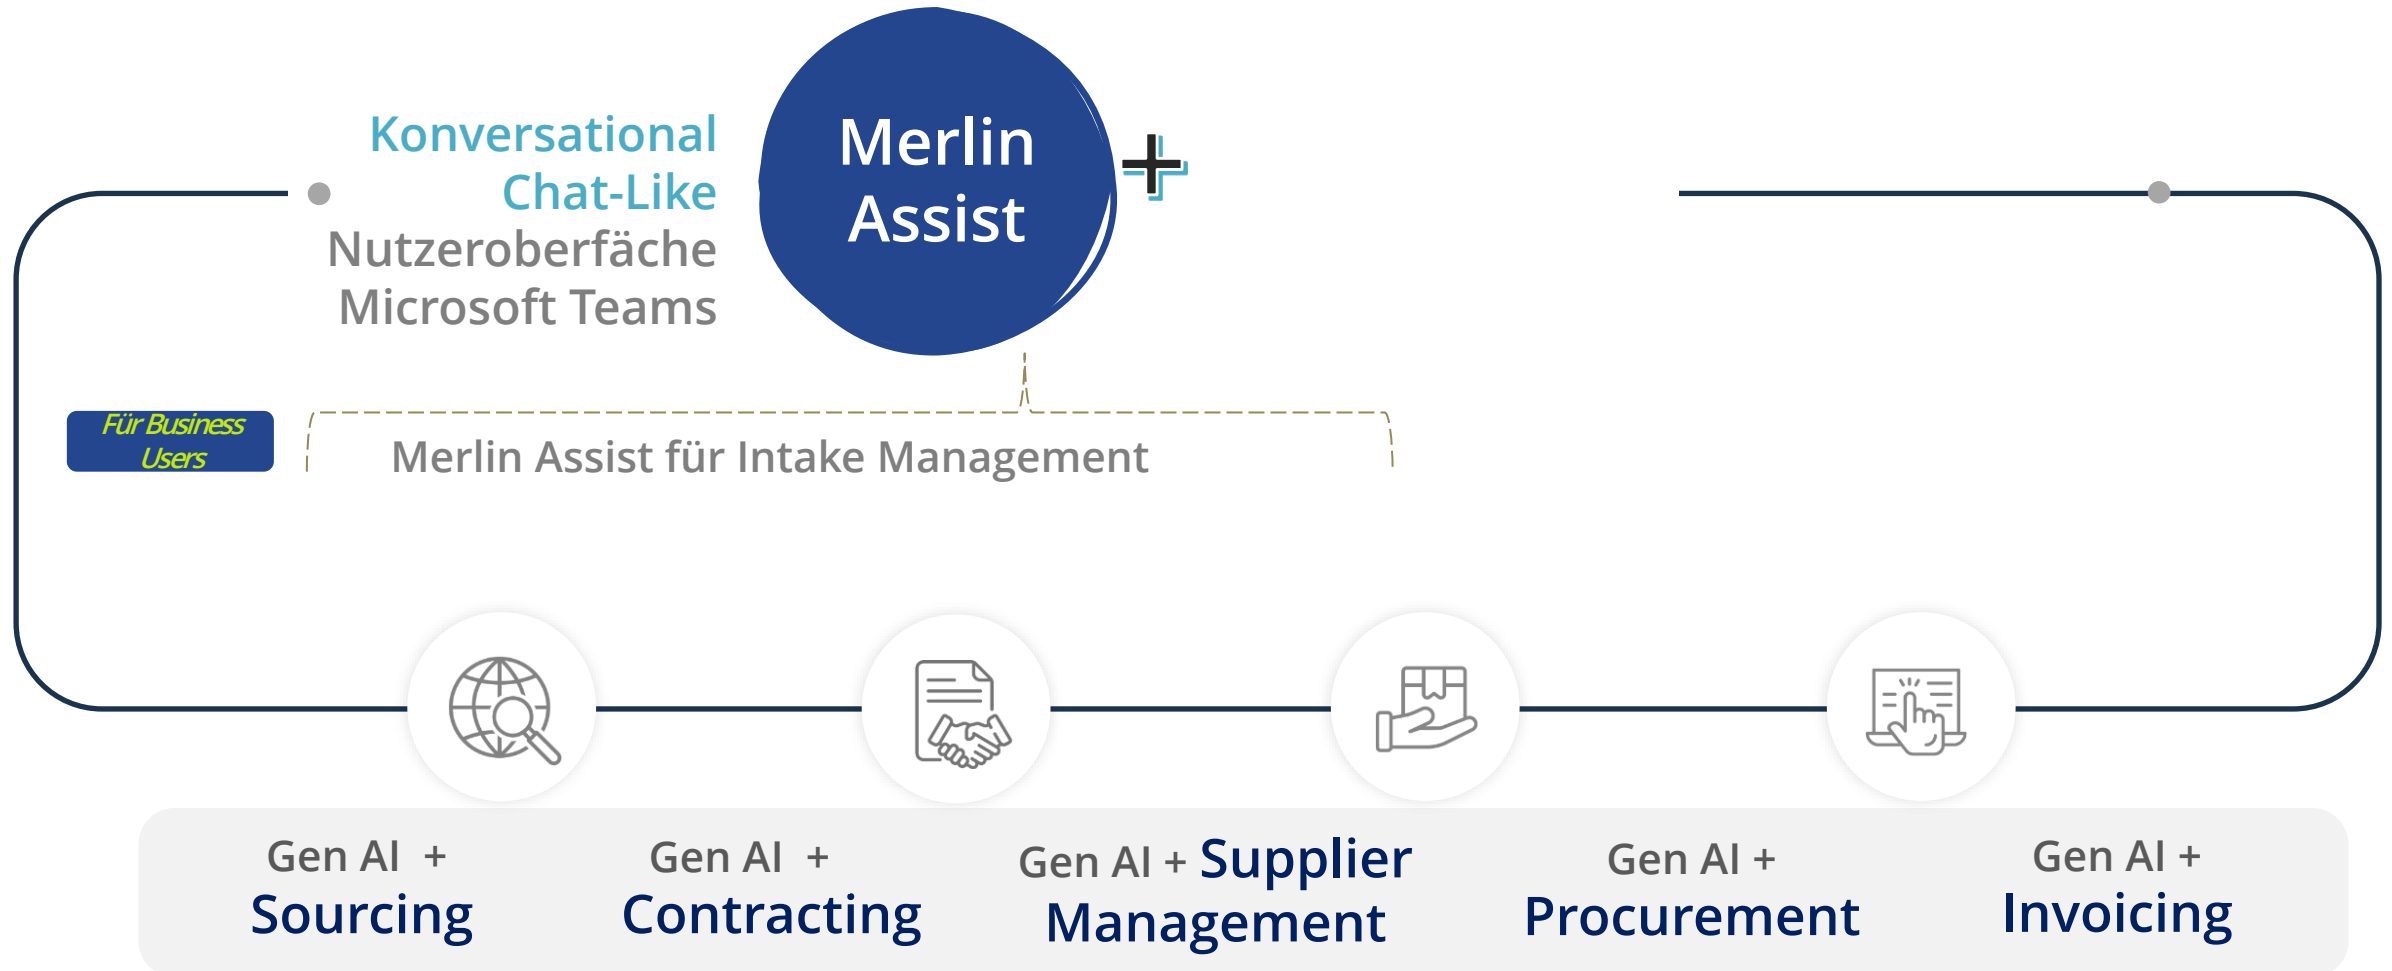 Konversational
Chat-Like
Nutzeroberfäche
Microsoft Teams
Merlin
Assist
Für Business
Users
Merlin Assist für Intake Management
Gen AI +
Sourcing
Gen AI +
Contracting
Gen AI + Supplier
Management
Gen AI +
Procurement
Gen AI +
Invoicing